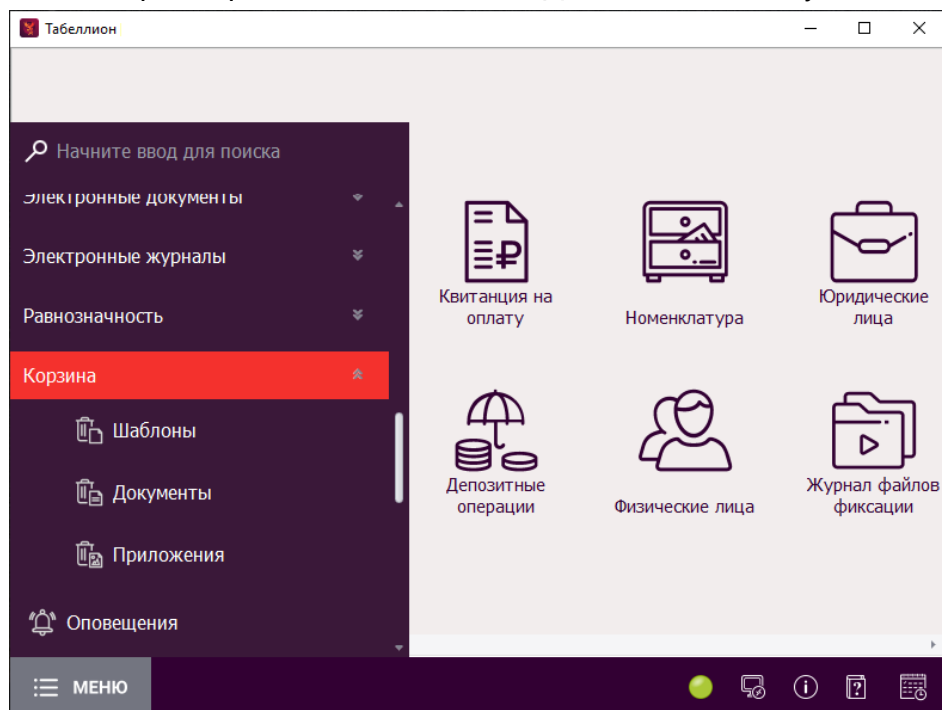 Табеллион
Начните ввод для поиска
Электронные документы
Электронные журналы
Равнозначность
Корзина
Шаблоны
Документы
Приложения
Оповещения
МЕНЮ
Квитанция на
оплату
Номенклатура
Юридические
лица
Депозитные
операции
Физические лица
Журнал файлов
фиксации